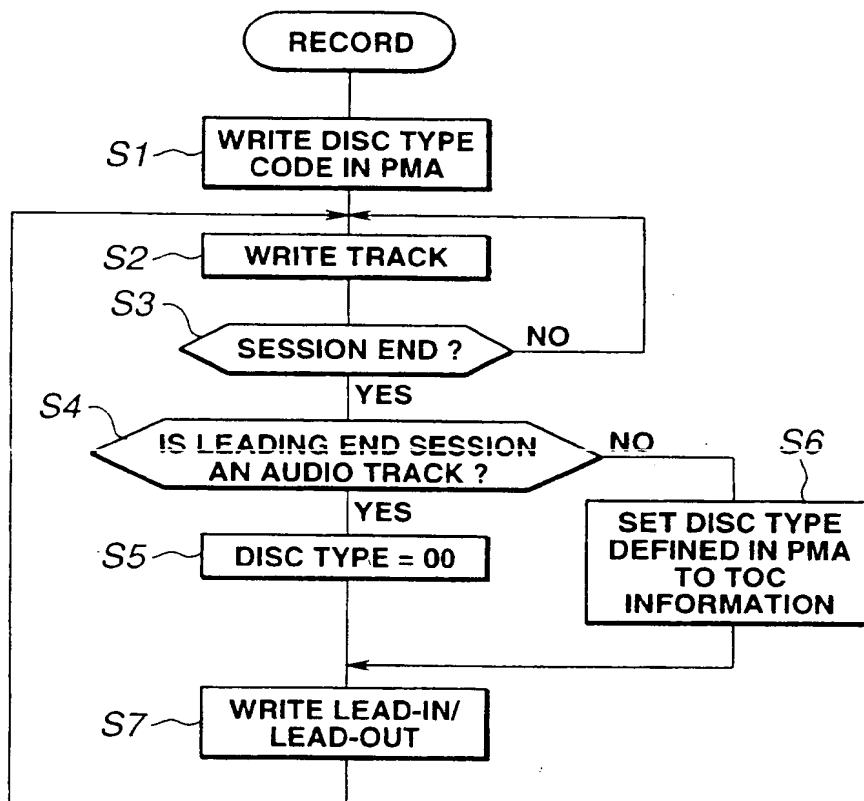 RECORD
S1
WRITE DISC TYPE
CODE IN PMA
S2
WRITE TRACK
S3
SESSION END ?
NO
YES
S4
IS LEADING END SESSION
AN AUDIO TRACK ?
NO
YES
S6
SET DISC TYPE
DEFINED IN PMA
TO TOC
INFORMATION
S5
DISC TYPE = 00
S7
WRITE LEAD-IN/
LEAD-OUT